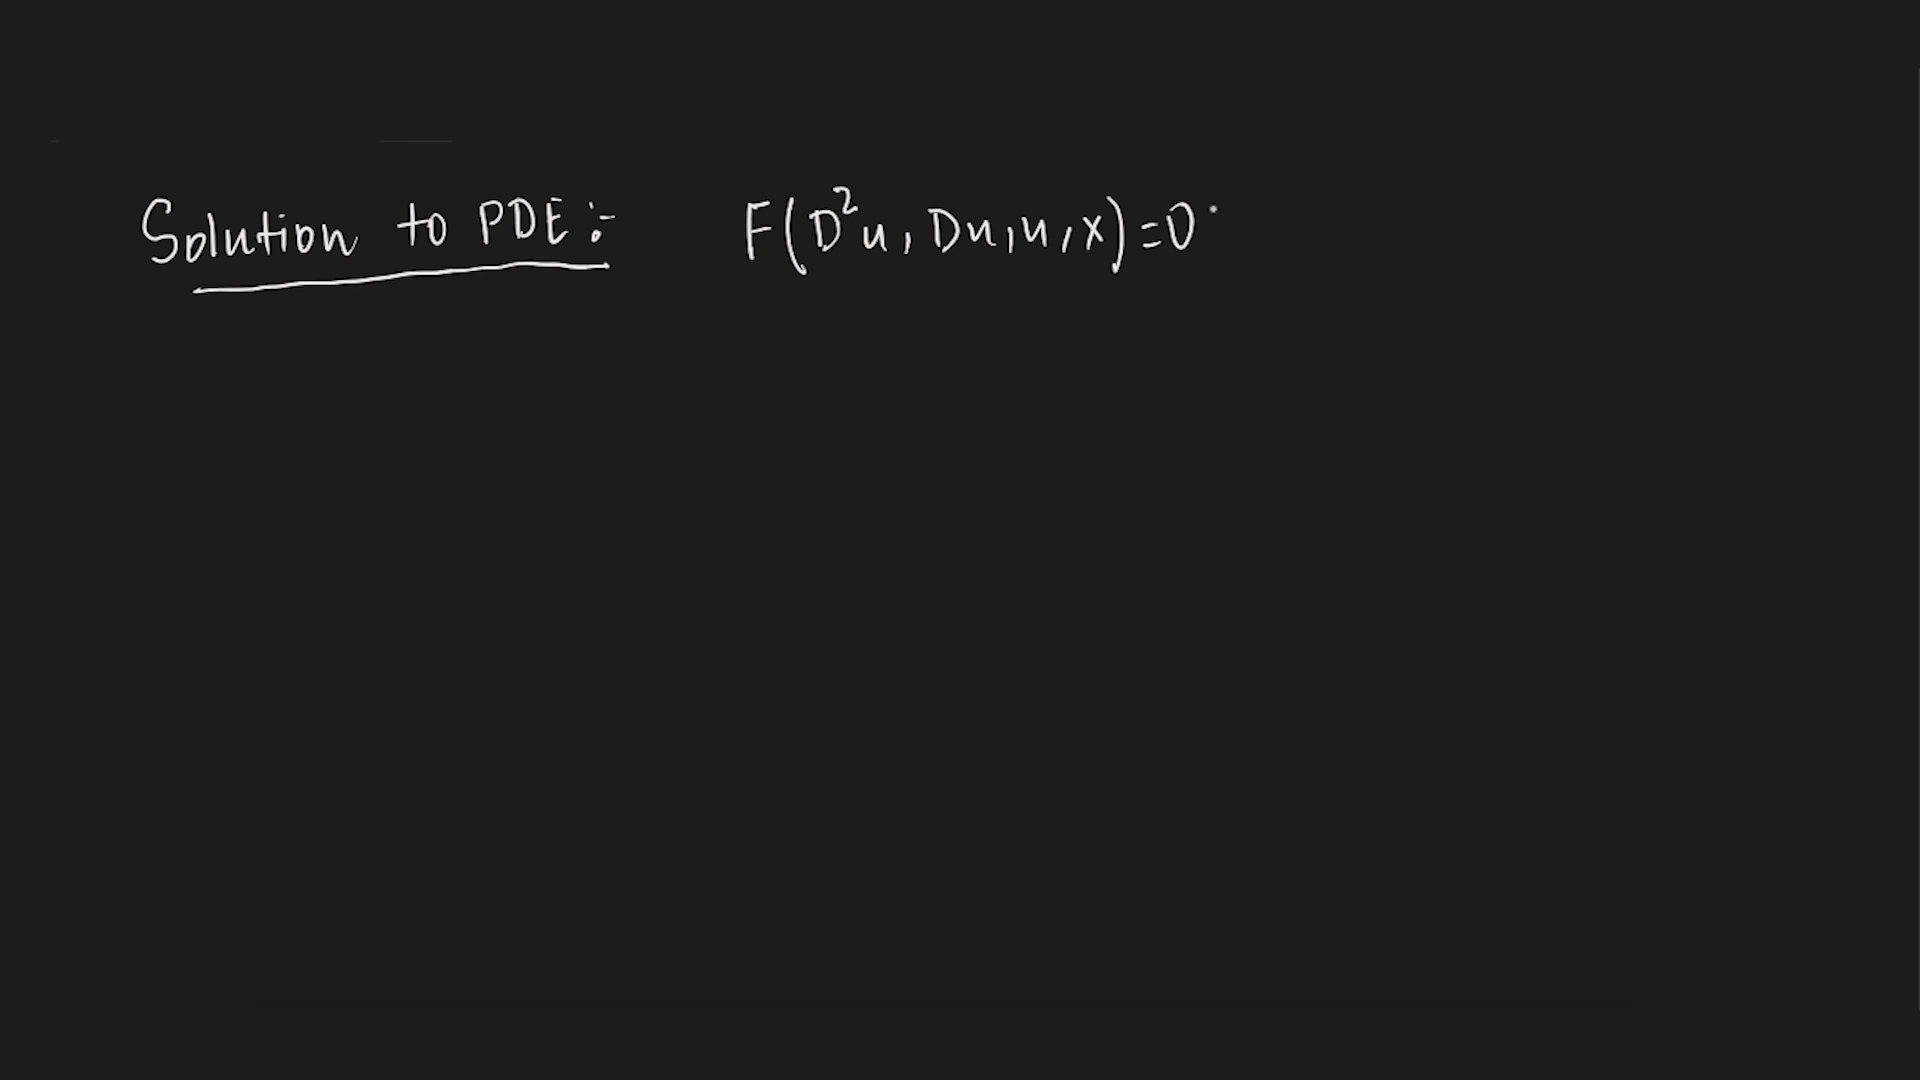 Solution to PDE :- F(D²u, Du, u, x) = 0